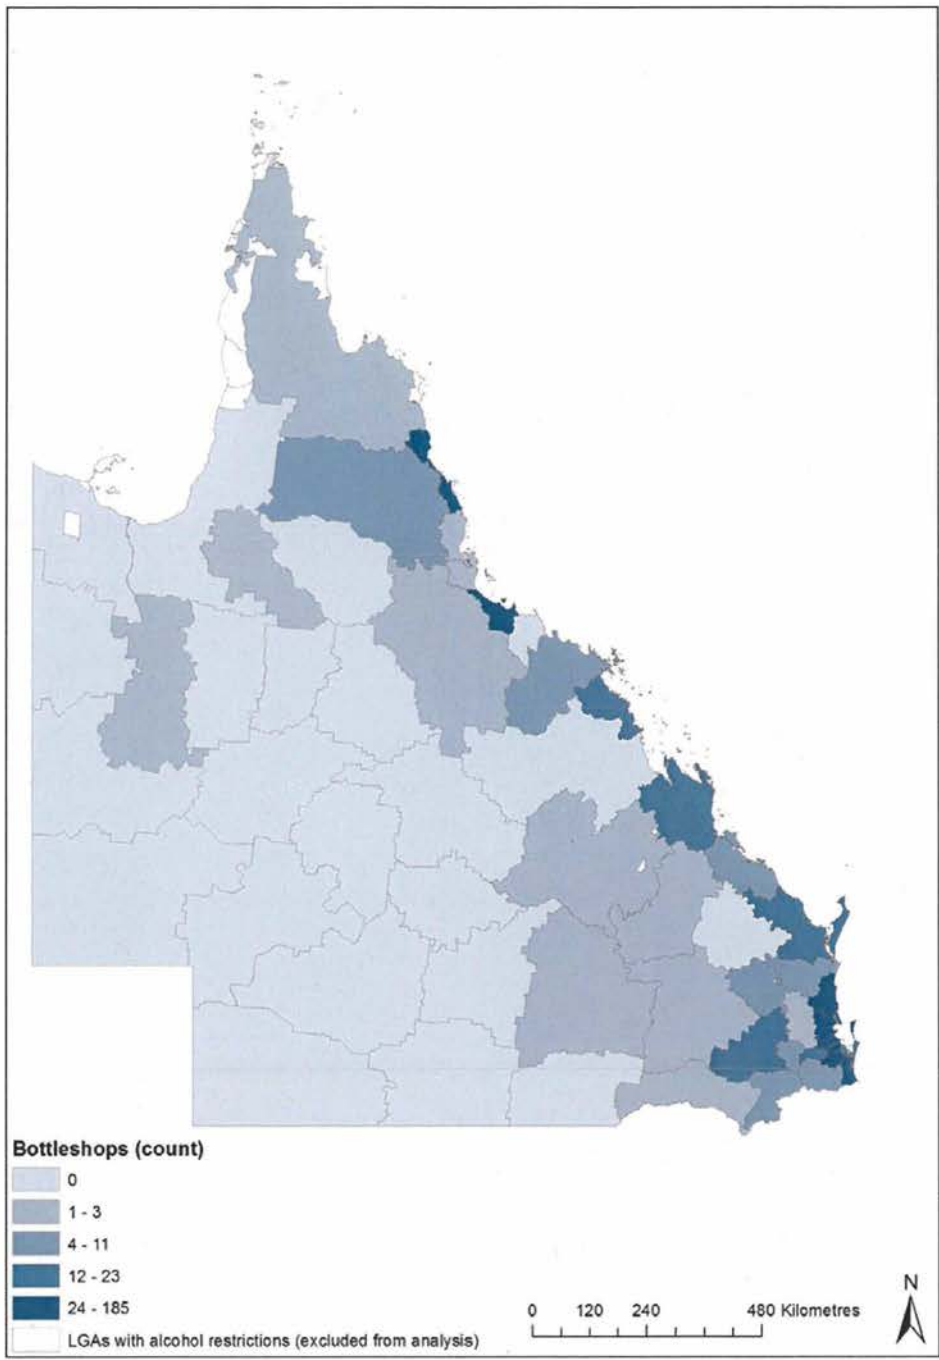 Bottleshops (count)
0
1 - 3
4 - 11
12 - 23
24 - 185
LGAs with alcohol restrictions (excluded from analysis)
0 120 240 480 Kilometres
N